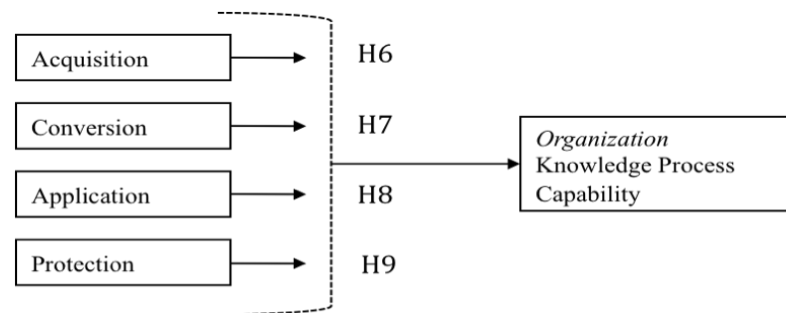 Acquisition
H6
Conversion
H7
Organization
Knowledge Process
Capability
Application
H8
Protection
H9